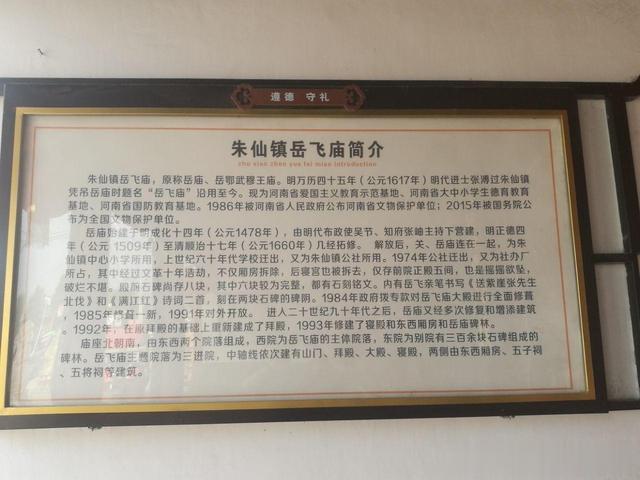 遵德 守礼
朱仙镇岳飞庙简介
zhu xian zhen yue fei miao introduction
朱仙镇岳飞庙，原称岳庙、岳鄂武穆王庙。明万历四十五年（公元1617年）明代进士张溥过朱仙镇
凭吊岳庙时题名“岳飞庙”沿用至今。现为河南省爱国主义教育示范基地、河南省大中小学生德育教育
基地、河南省国防教育基地。1986年被河南省人民政府公布河南省文物保护单位；2015年被国务院公
布为全国文物保护单位。
岳庙始建于明成化十四年（公元1478年），由明代布政使吴节、知府张岫主持下营建，明正德四
年（公元 1509年）至清顺治十七年（公元1660年）几经拓修。 解放后，关、岳庙连在一起，为朱
仙镇中心小学所用，上世纪六十年代学校迁出，又为朱仙镇公社所用。1974年公社迁出，又为社办厂
所占，其中经过文革十年浩劫，不仅厢房拆除，后寝宫也被拆去，仅存前院正殿五间，也是摇摇欲坠，
破烂不堪。殿前石碑尚存八块，其中六块较为完整，都有石刻铭文。内有岳飞亲笔书写《送紫崖张先生
北伐》和《满江红》诗词二首，刻在两块石碑的碑阴。1984年政府拨专款对岳飞庙大殿进行全面修葺
，1985年修葺一新，1991年对外开放。 进人二十世纪九十年代之后，岳庙又经多次修复和增添建筑
。1992年，在原拜殿的基础上重新建成了拜殿，1993年修建了寝殿和东西厢房和岳庙碑林。
庙座北朝南，由东西两个院落组成，西院为岳飞庙的主体院落，东院为别院有三百余块石碑组成的
碑林。岳飞庙主题院落为三进院，中轴线依次建有山门、拜殿、大殿、寝殿，两侧由东西厢房、五子祠
、五将祠等建筑。